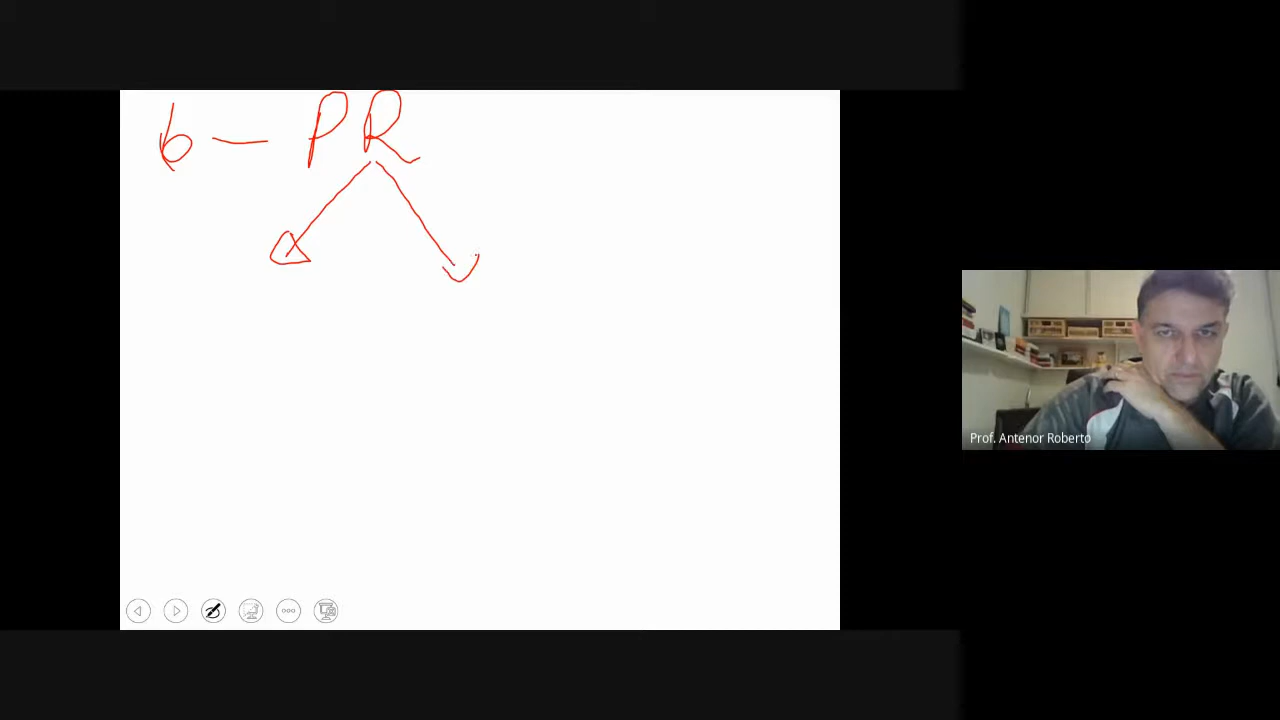 6 — PR
Prof. Antenor Roberto